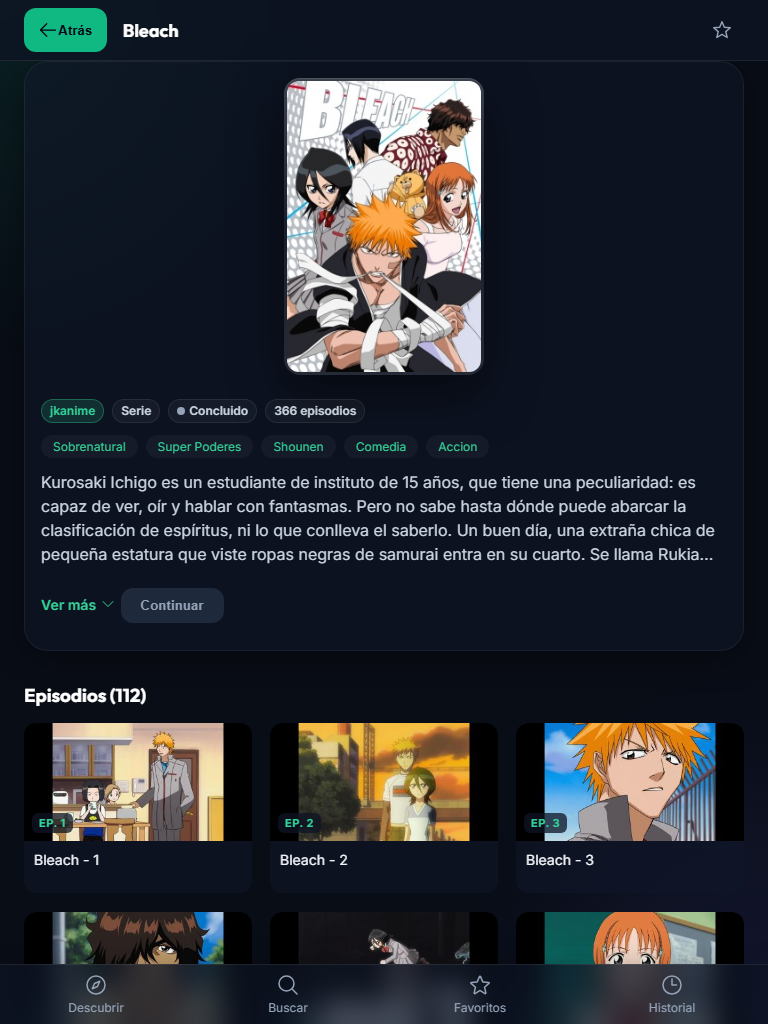 Atrás
Bleach
BLEACH
jkanime
Serie
Concluido
366 episodios
Sobrenatural
Super Poderes
Shounen
Comedia
Accion
Kurosaki Ichigo es un estudiante de instituto de 15 años, que tiene una peculiaridad: es
capaz de ver, oír y hablar con fantasmas. Pero no sabe hasta dónde puede abarcar la
clasificación de espíritus, ni lo que conlleva el saberlo. Un buen día, una extraña chica de
pequeña estatura que viste ropas negras de samurai entra en su cuarto. Se llama Rukia...
Ver más
Continuar
Episodios (112)
EP. 1
EP. 2
EP. 3
Bleach - 1
Bleach - 2
Bleach - 3
Descubrir
Buscar
Favoritos
Historial